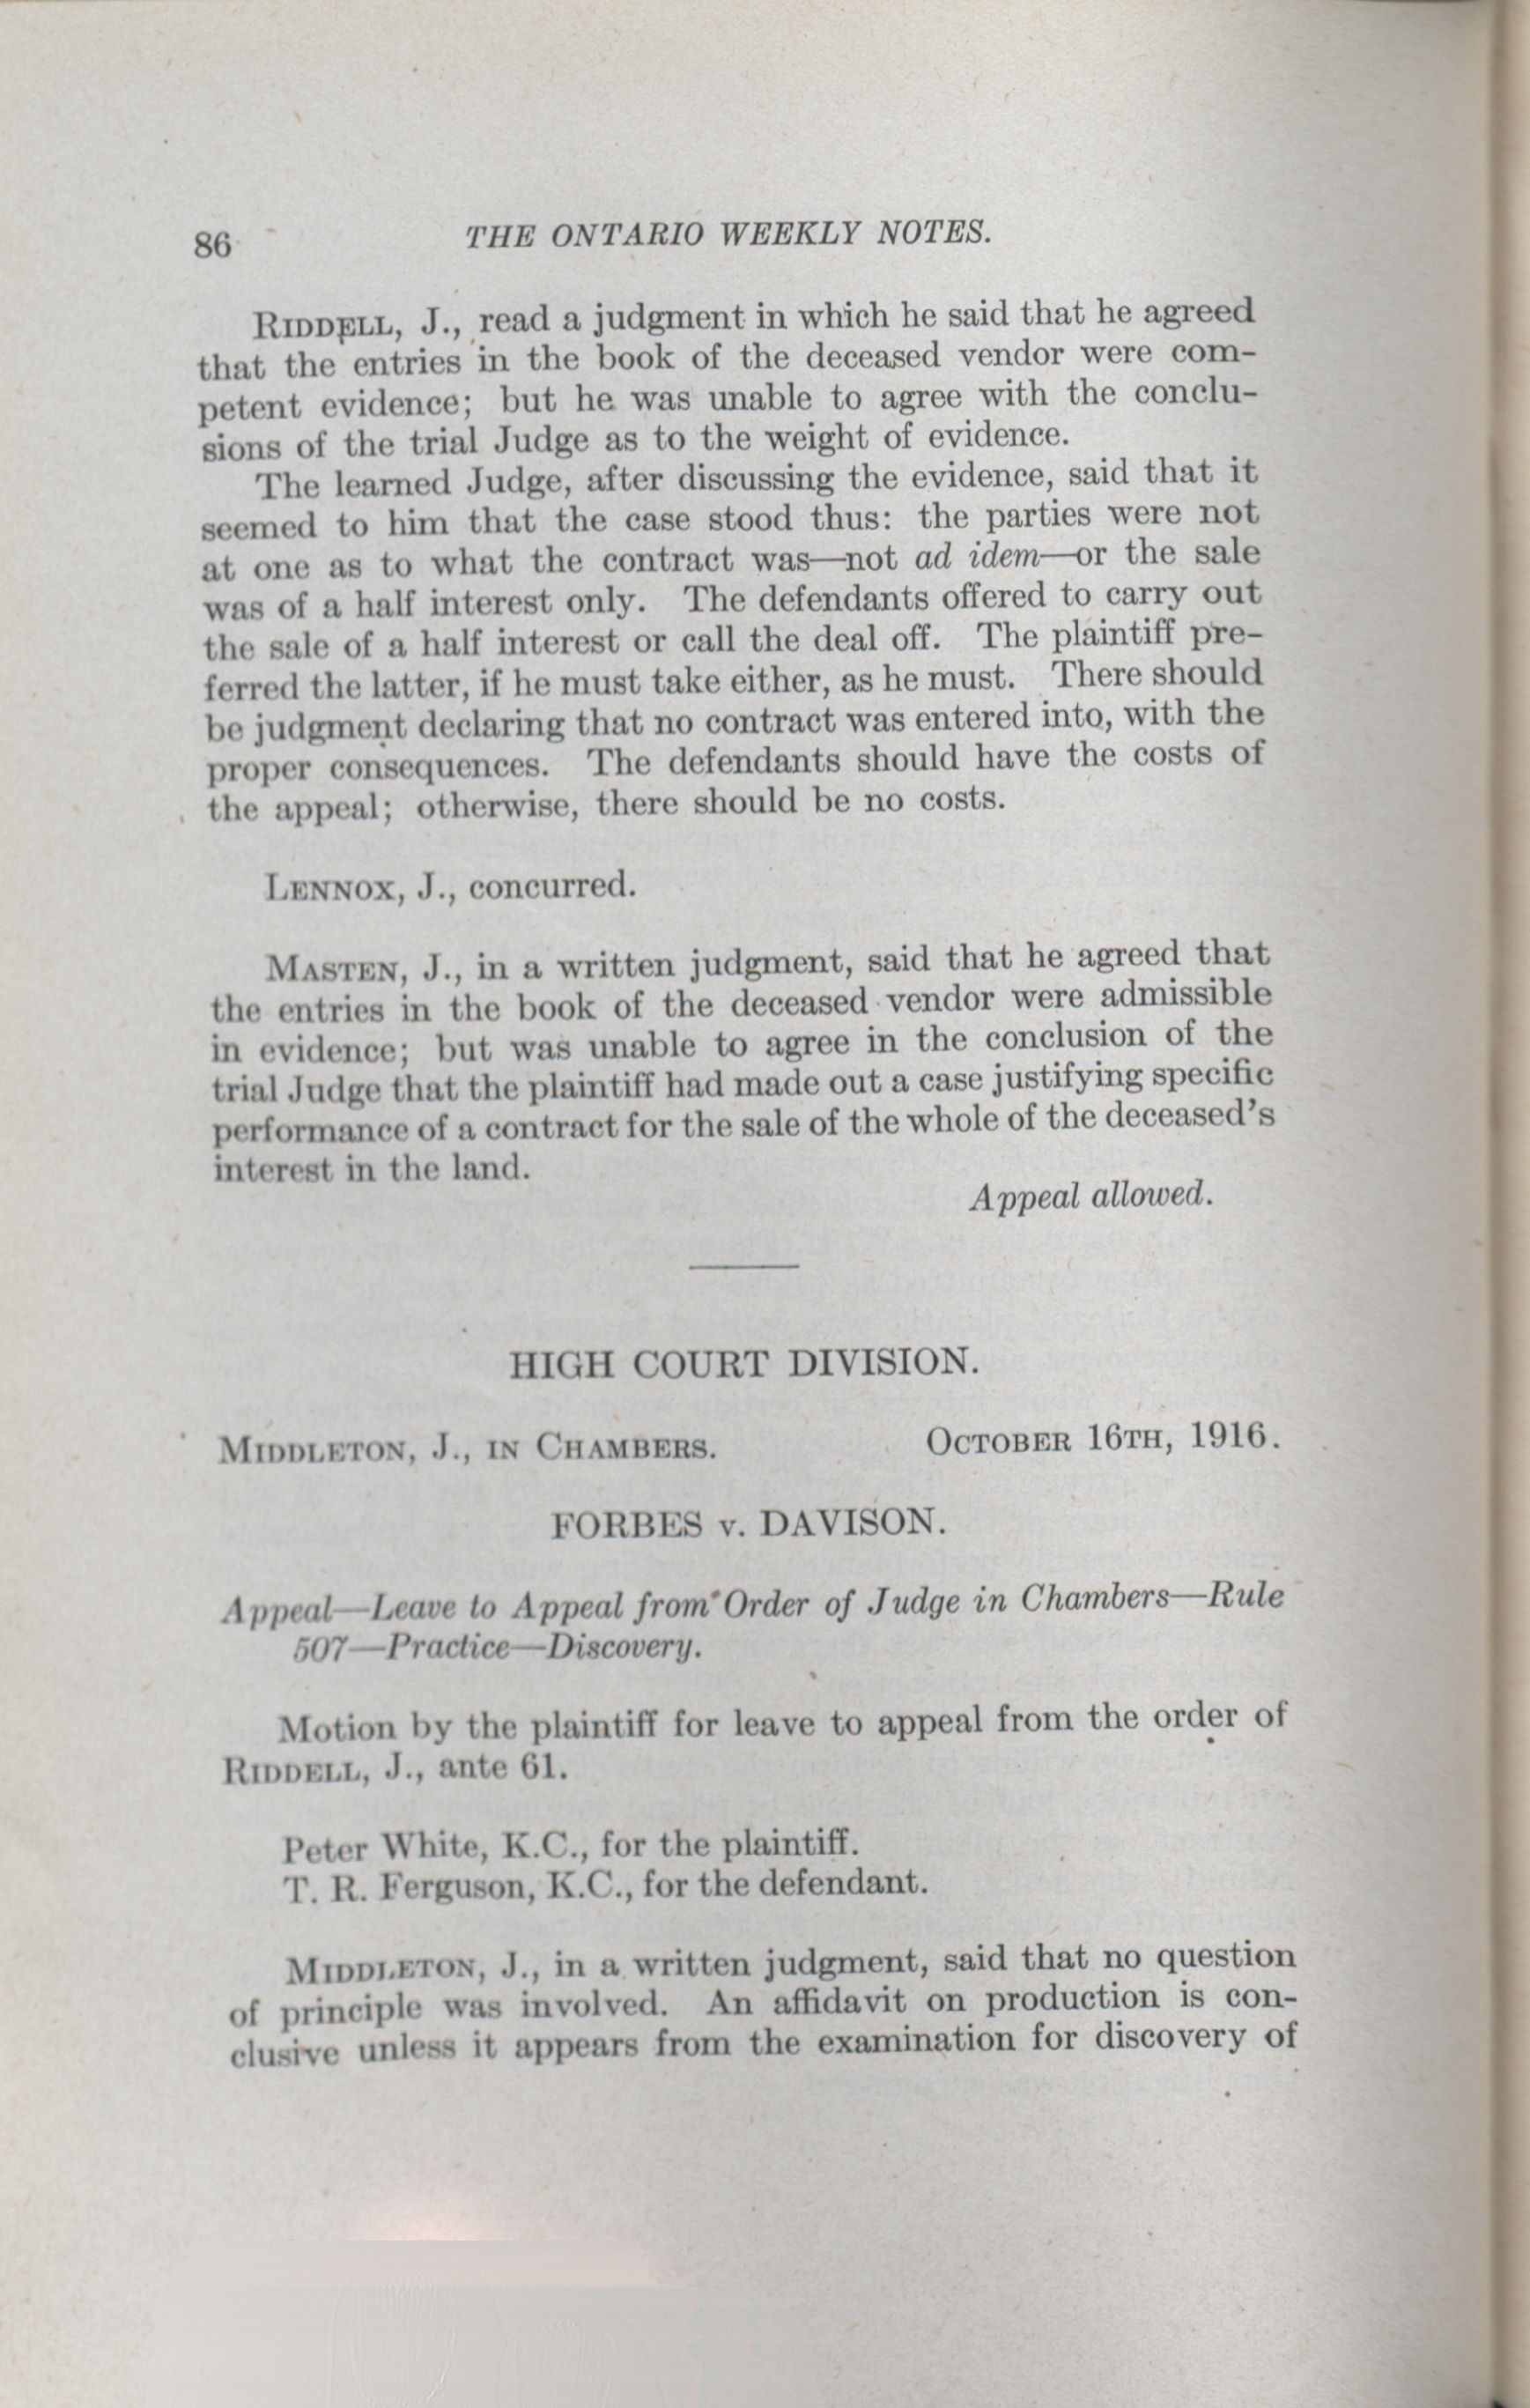 86 THE ONTARIO WEEKLY NOTES.
RIDDELL, J., read a judgment in which he said that he agreed
that the entries in the book of the deceased vendor were com-
petent evidence; but he was unable to agree with the conclu-
sions of the trial Judge as to the weight of evidence.
The learned Judge, after discussing the evidence, said that it
seemed to him that the case stood thus: the parties were not
at one as to what the contract was—not ad idem—or the sale
was of a half interest only. The defendants offered to carry out
the sale of a half interest or call the deal off. The plaintiff pre-
ferred the latter, if he must take either, as he must. There should
be judgment declaring that no contract was entered into, with the
proper consequences. The defendants should have the costs of
the appeal; otherwise, there should be no costs.
LENNOX, J., concurred.
MASTEN, J., in a written judgment, said that he agreed that
the entries in the book of the deceased vendor were admissible
in evidence; but was unable to agree in the conclusion of the
trial Judge that the plaintiff had made out a case justifying specific
performance of a contract for the sale of the whole of the deceased's
interest in the land.
Appeal allowed.
HIGH COURT DIVISION.
MIDDLETON, J., IN CHAMBERS. OCTOBER 16TH, 1916.
FORBES v. DAVISON.
Appeal—Leave to Appeal from Order of Judge in Chambers—Rule
507—Practice—Discovery.
Motion by the plaintiff for leave to appeal from the order of
RIDDELL, J., ante 61.
Peter White, K.C., for the plaintiff.
T. R. Ferguson, K.C., for the defendant.
MIDDLETON, J., in a written judgment, said that no question
of principle was involved. An affidavit on production is con-
clusive unless it appears from the examination for discovery of